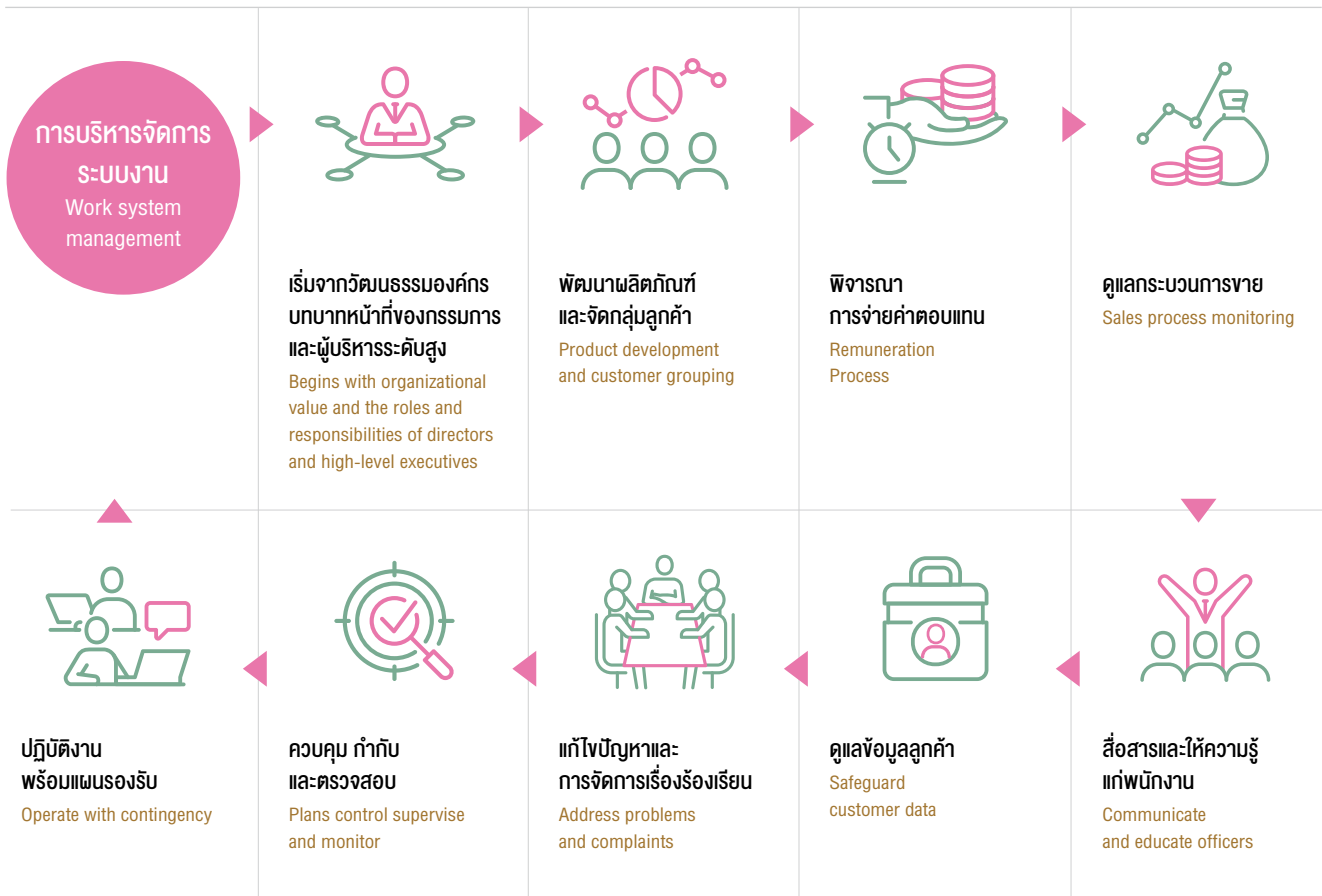 การบริหารจัดการ
ระบบงาน
Work system
management
เริ่มจากวัฒนธรรมองค์กร
บทบาทหน้าที่ของกรรมการ
และผู้บริหารระดับสูง
Begins with organizational
value and the roles and
responsibilities of directors
and high-level executives
พัฒนาผลิตภัณฑ์
และจัดกลุ่มลูกค้า
Product development
and customer grouping
พิจารณา
การจ่ายค่าตอบแทน
Remuneration
Process
ดูแลกระบวนการขาย
Sales process monitoring
สื่อสารและให้ความรู้
แก่พนักงาน
Communicate
and educate officers
ดูแลข้อมูลลูกค้า
Safeguard
customer data
แก้ไขปัญหาและ
การจัดการเรื่องร้องเรียน
Address problems
and complaints
ควบคุม กำกับ
และตรวจสอบ
Plans control supervise
and monitor
ปฏิบัติงาน
พร้อมแผนรองรับ
Operate with contingency